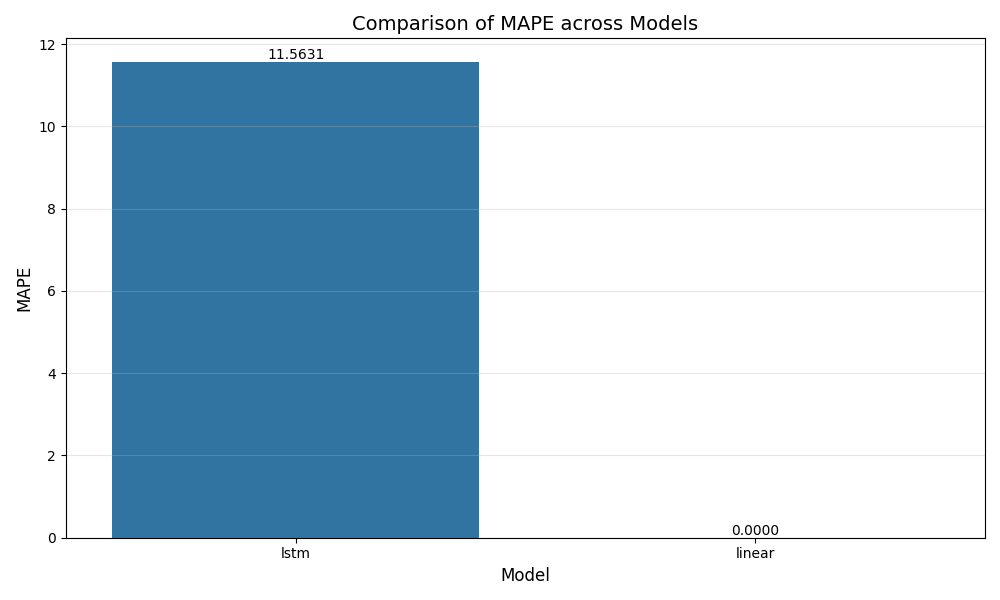 Comparison of MAPE across Models
12
11.5631
10
8
6
4
2
0
MAPE
0.0000
lstm
linear
Model